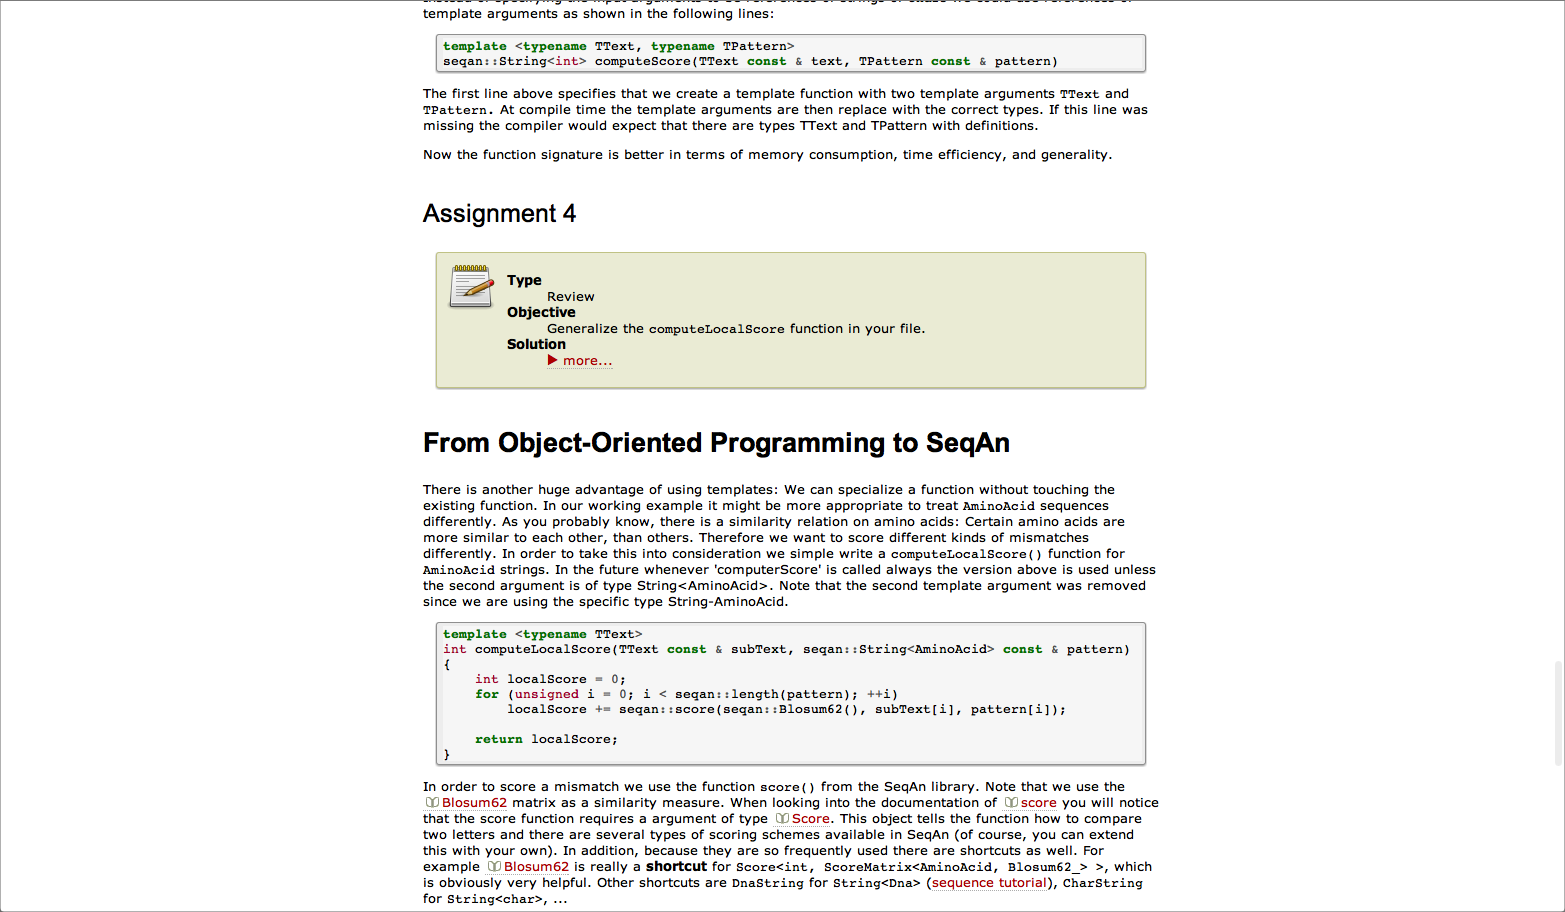 template arguments as shown in the following lines:
template <typename TText, typename TPattern>
seqan::String<int> computeScore(TText const & text, TPattern const & pattern)
The first line above specifies that we create a template function with two template arguments TText and
TPattern. At compile time the template arguments are then replace with the correct types. If this line was
missing the compiler would expect that there are types TText and TPattern with definitions.
Now the function signature is better in terms of memory consumption, time efficiency, and generality.
Assignment 4
Type
Review
Objective
Generalize the computeLocalScore function in your file.
Solution
more...
From Object-Oriented Programming to SeqAn
There is another huge advantage of using templates: We can specialize a function without touching the
existing function. In our working example it might be more appropriate to treat AminoAcid sequences
differently. As you probably know, there is a similarity relation on amino acids: Certain amino acids are
more similar to each other, than others. Therefore we want to score different kinds of mismatches
differently. In order to take this into consideration we simple write a computeLocalScore() function for
AminoAcid strings. In the future whenever 'computerScore' is called always the version above is used unless
the second argument is of type String<AminoAcid>. Note that the second template argument was removed
since we are using the specific type String-AminoAcid.
template <typename TText>
int computeLocalScore(TText const & subText, seqan::String<AminoAcid> const & pattern)
{
int localScore = 0;
for (unsigned i = 0; i < seqan::length(pattern); ++i)
localScore += seqan::score(seqan::Blosum62(), subText[i], pattern[i]);
return localScore;
}
In order to score a mismatch we use the function score() from the SeqAn library. Note that we use the
Blosum62 matrix as a similarity measure. When looking into the documentation of score you will notice
that the score function requires a argument of type Score. This object tells the function how to compare
two letters and there are several types of scoring schemes available in SeqAn (of course, you can extend
this with your own). In addition, because they are so frequently used there are shortcuts as well. For
example Blosum62 is really a shortcut for Score<int, ScoreMatrix<AminoAcid, Blosum62_> >, which
is obviously very helpful. Other shortcuts are DnaString for String<Dna> (sequence tutorial), CharString
for String<char>, ...